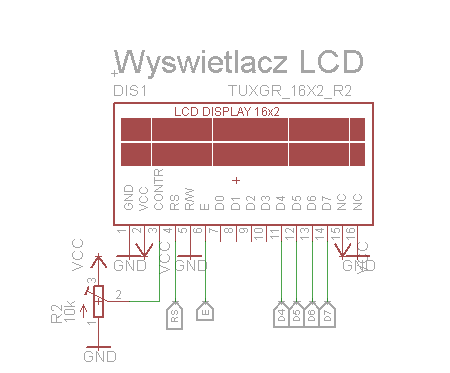 Wyswietlacz LCD
DIS1 TUXGR_16X2_R2
LCD DISPLAY 16x2
GND VCC CONTR RS R/W E D0 D1 D2 D3 D4 D5 D6 D7 NC NC
1 2 3 4 5 6 7 8 9 10 11 12 13 14 15 16
GND VCC GND GND VCC
VCC
3
2
R2
10k
1
RS E D4 D5 D6 D7
GND